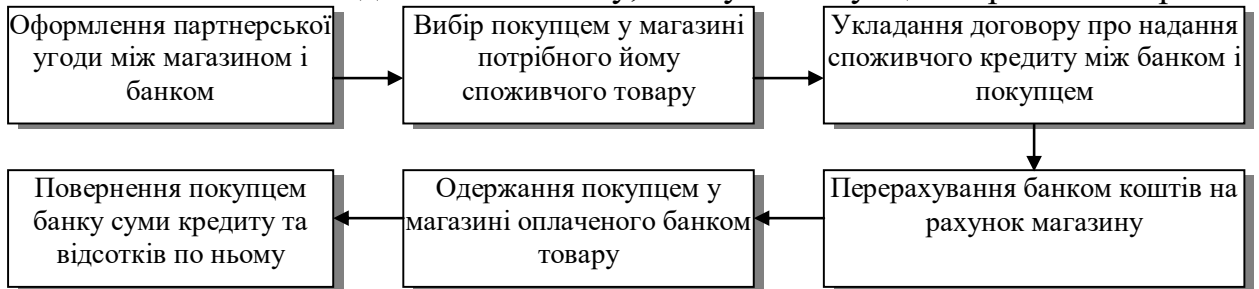 Оформлення партнерської
угоди між магазином і
банком
Вибір покупцем у магазині
потрібного йому
споживчого товару
Укладання договору про надання
споживчого кредиту між банком і
покупцем
Перерахування банком коштів на
рахунок магазину
Одержання покупцем у
магазині оплаченого банком
товару
Повернення покупцем
банку суми кредиту та
відсотків по ньому